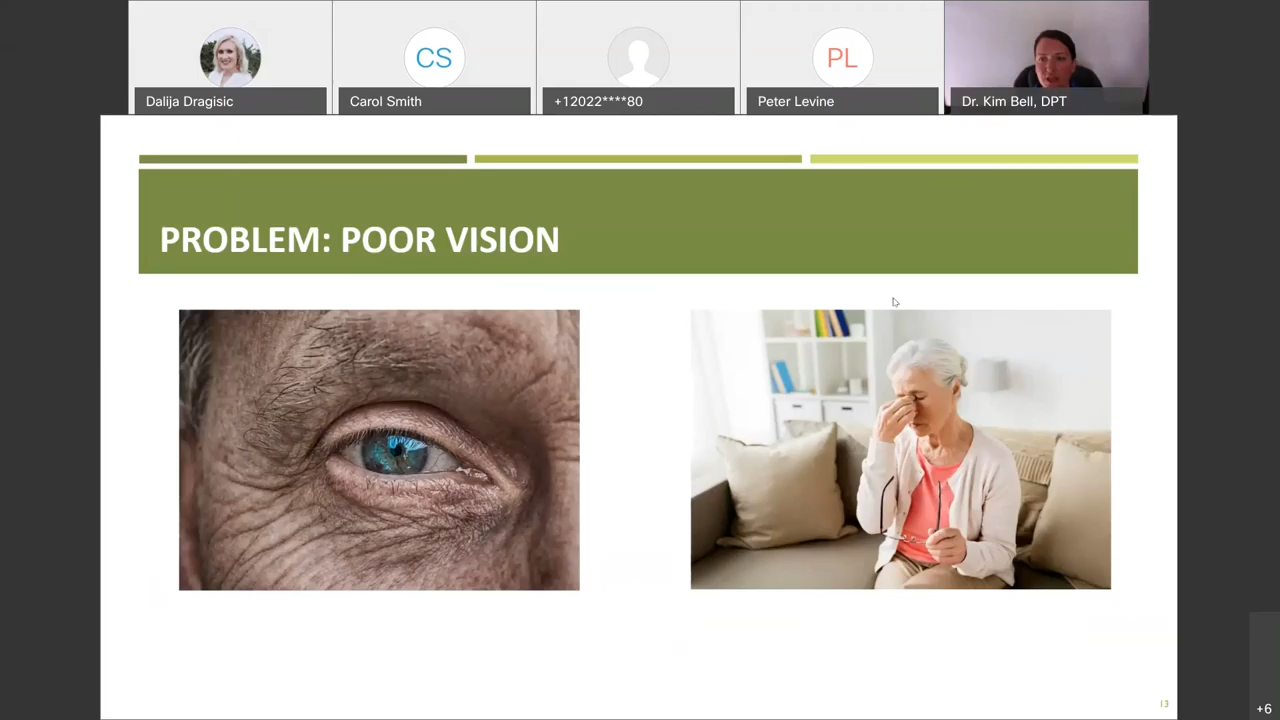 CS
PL
Dalija Dragisic
Carol Smith
+12022****80
Peter Levine
Dr. Kim Bell, DPT
PROBLEM: POOR VISION
13
+6